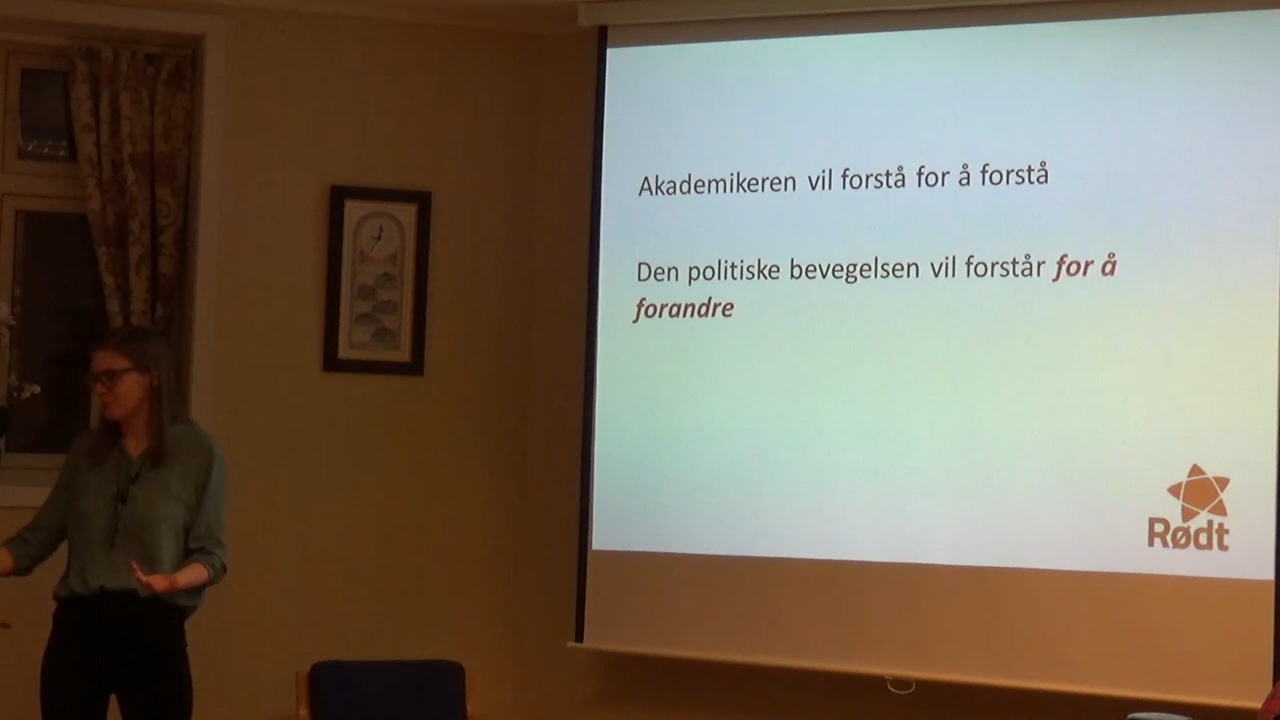 Akademikeren vil forstå for å forstå
Den politiske bevegelsen vil forstår for å
forandre
Rødt